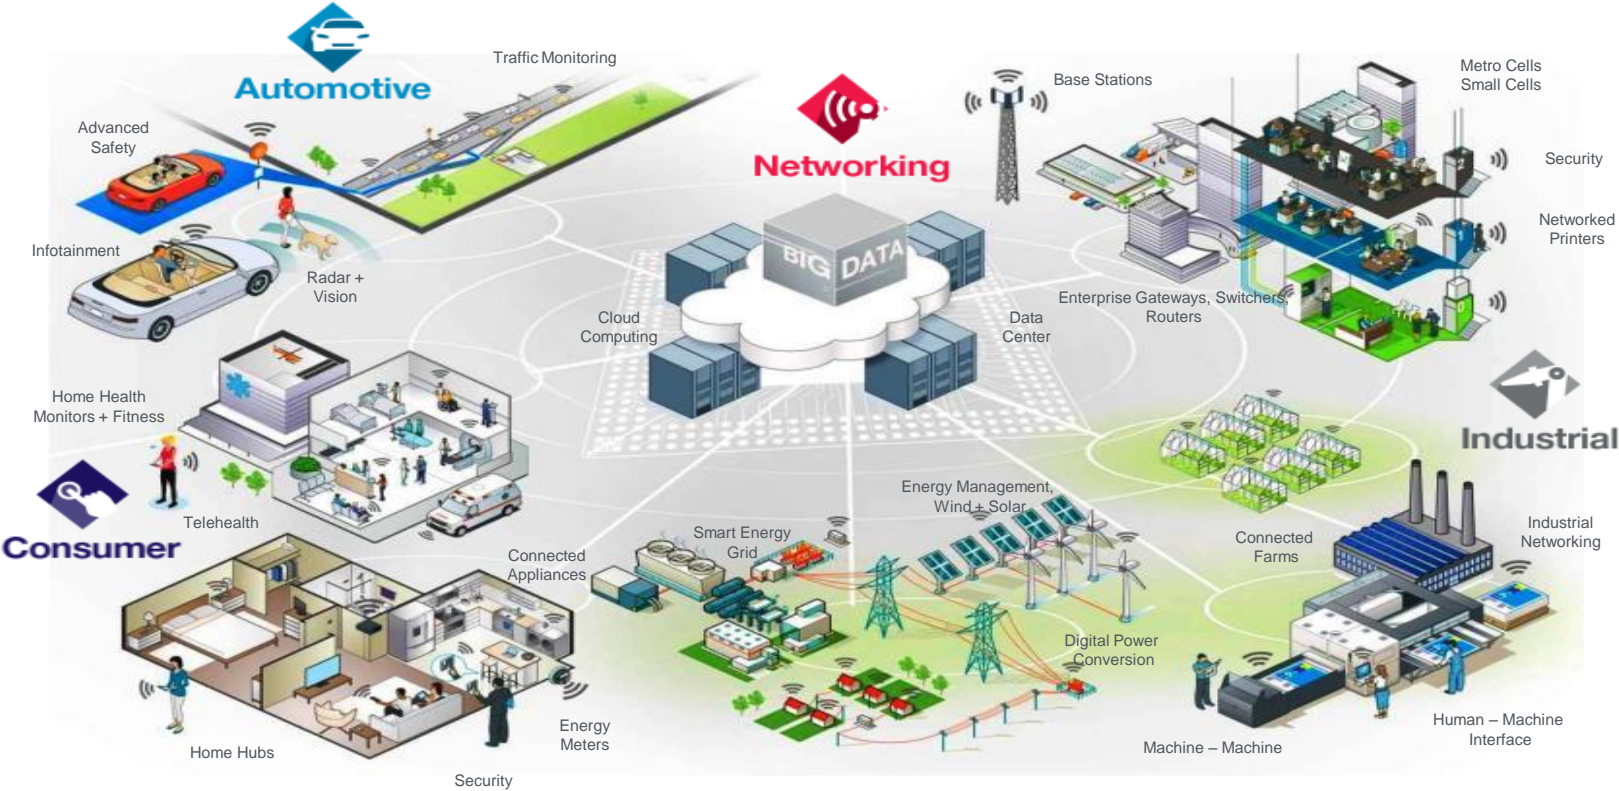 Automotive
Traffic Monitoring
Advanced
Safety
Infotainment
Radar +
Vision
Networking
Base Stations
Metro Cells
Small Cells
Security
Networked
Printers
Enterprise Gateways, Switchers,
Routers
BIG DATA
Cloud
Computing
Data
Center
Home Health
Monitors + Fitness
Telehealth
Consumer
Industrial
Energy Management,
Wind + Solar
Smart Energy
Grid
Connected
Appliances
Connected
Farms
Industrial
Networking
Digital Power
Conversion
Home Hubs
Energy
Meters
Security
Machine – Machine
Human – Machine
Interface